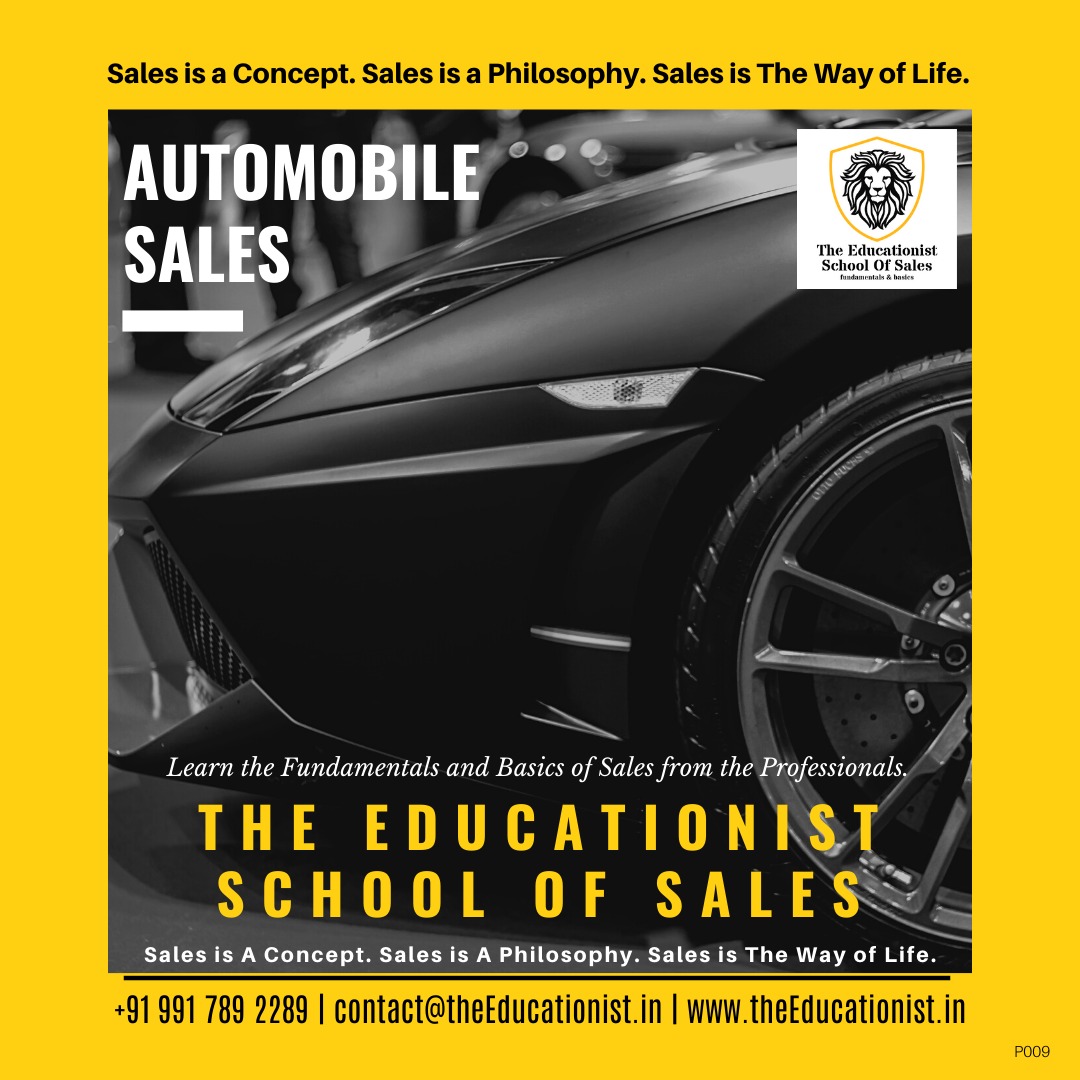 Sales is a Concept. Sales is a Philosophy. Sales is The Way of Life.
AUTOMOBILE
SALES
The Educationist
School Of Sales
fundamentals & basics
Learn the Fundamentals and Basics of Sales from the Professionals.
THE EDUCATIONIST
SCHOOL OF SALES
Sales is A Concept. Sales is A Philosophy. Sales is The Way of Life.
+91 991 789 2289 | contact@theEducationist.in | www.theEducationist.in
P009